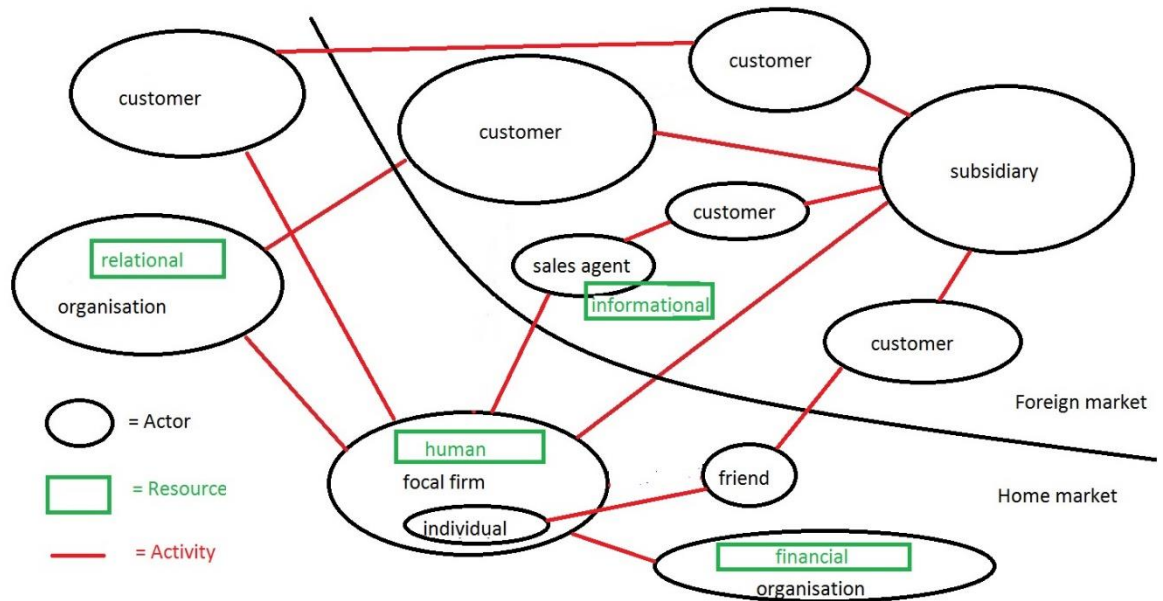 customer
customer
customer
subsidiary
customer
relational
organisation
sales agent
informational
customer
Foreign market
= Actor
human
focal firm
friend
= Resource
Home market
individual
= Activity
financial
organisation